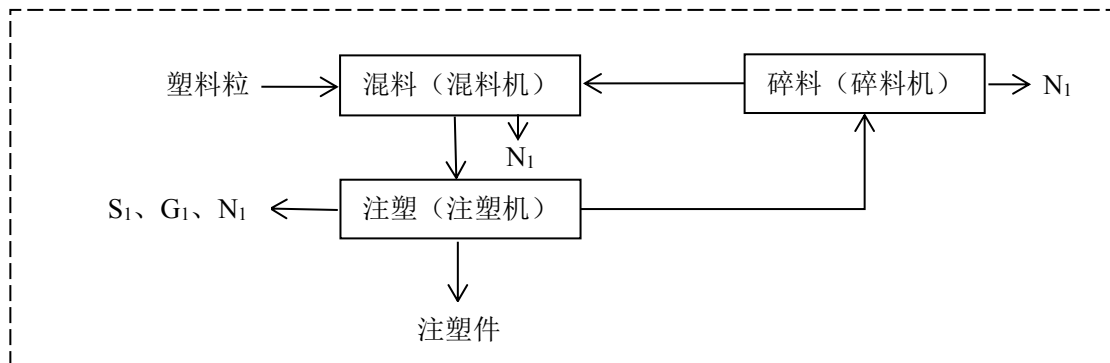 塑料粒
混料（混料机）
碎料（碎料机）
N₁
N₁
S₁、G₁、N₁
注塑（注塑机）
注塑件